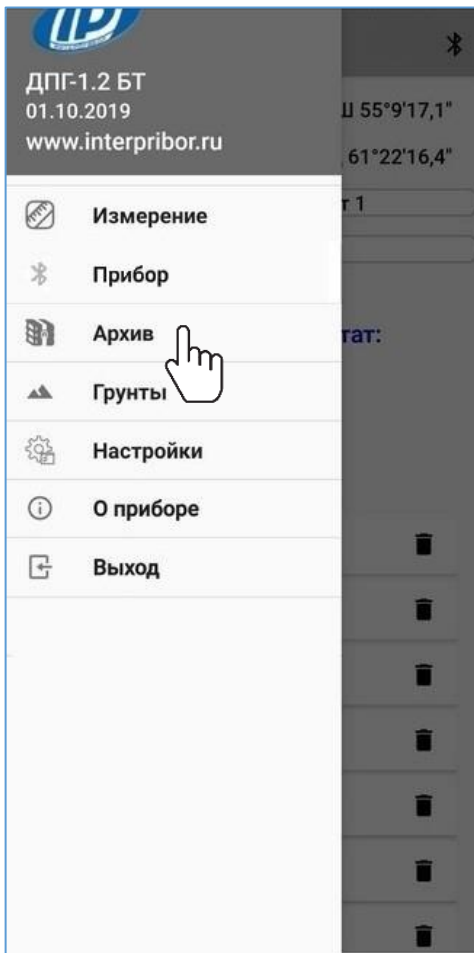 ДПГ-1.2 БТ
01.10.2019
www.interpribor.ru
Ш 55°9'17,1"
61°22'16,4"
т 1
Измерение
Прибор
Архив
тат:
Грунты
Настройки
О приборе
Выход